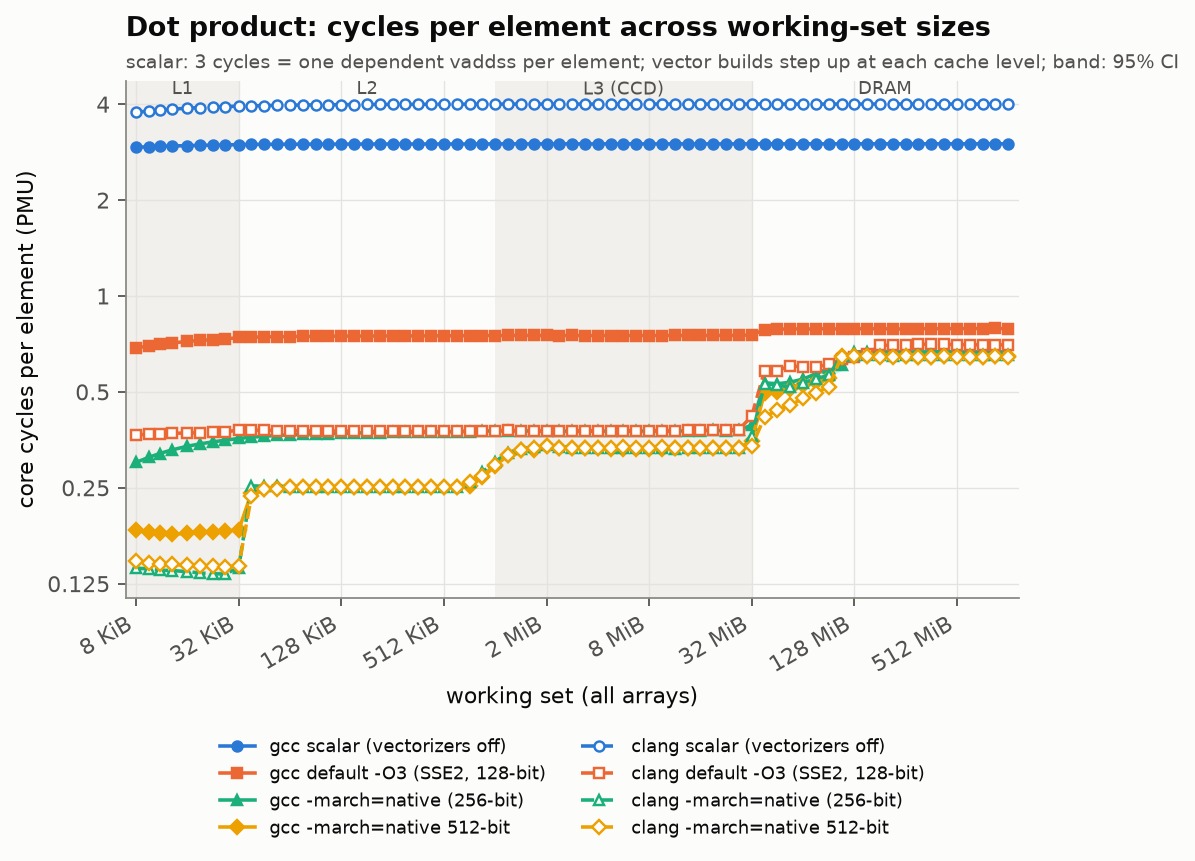 Dot product: cycles per element across working-set sizes
scalar: 3 cycles = one dependent vaddss per element; vector builds step up at each cache level; band: 95% CI
L1 L2 L3 (CCD) DRAM
4
2
1
0.5
0.25
0.125
core cycles per element (PMU)
8 KiB 32 KiB 128 KiB 512 KiB 2 MiB 8 MiB 32 MiB 128 MiB 512 MiB
working set (all arrays)
gcc scalar (vectorizers off) clang scalar (vectorizers off)
gcc default -O3 (SSE2, 128-bit) clang default -O3 (SSE2, 128-bit)
gcc -march=native (256-bit) clang -march=native (256-bit)
gcc -march=native 512-bit clang -march=native 512-bit